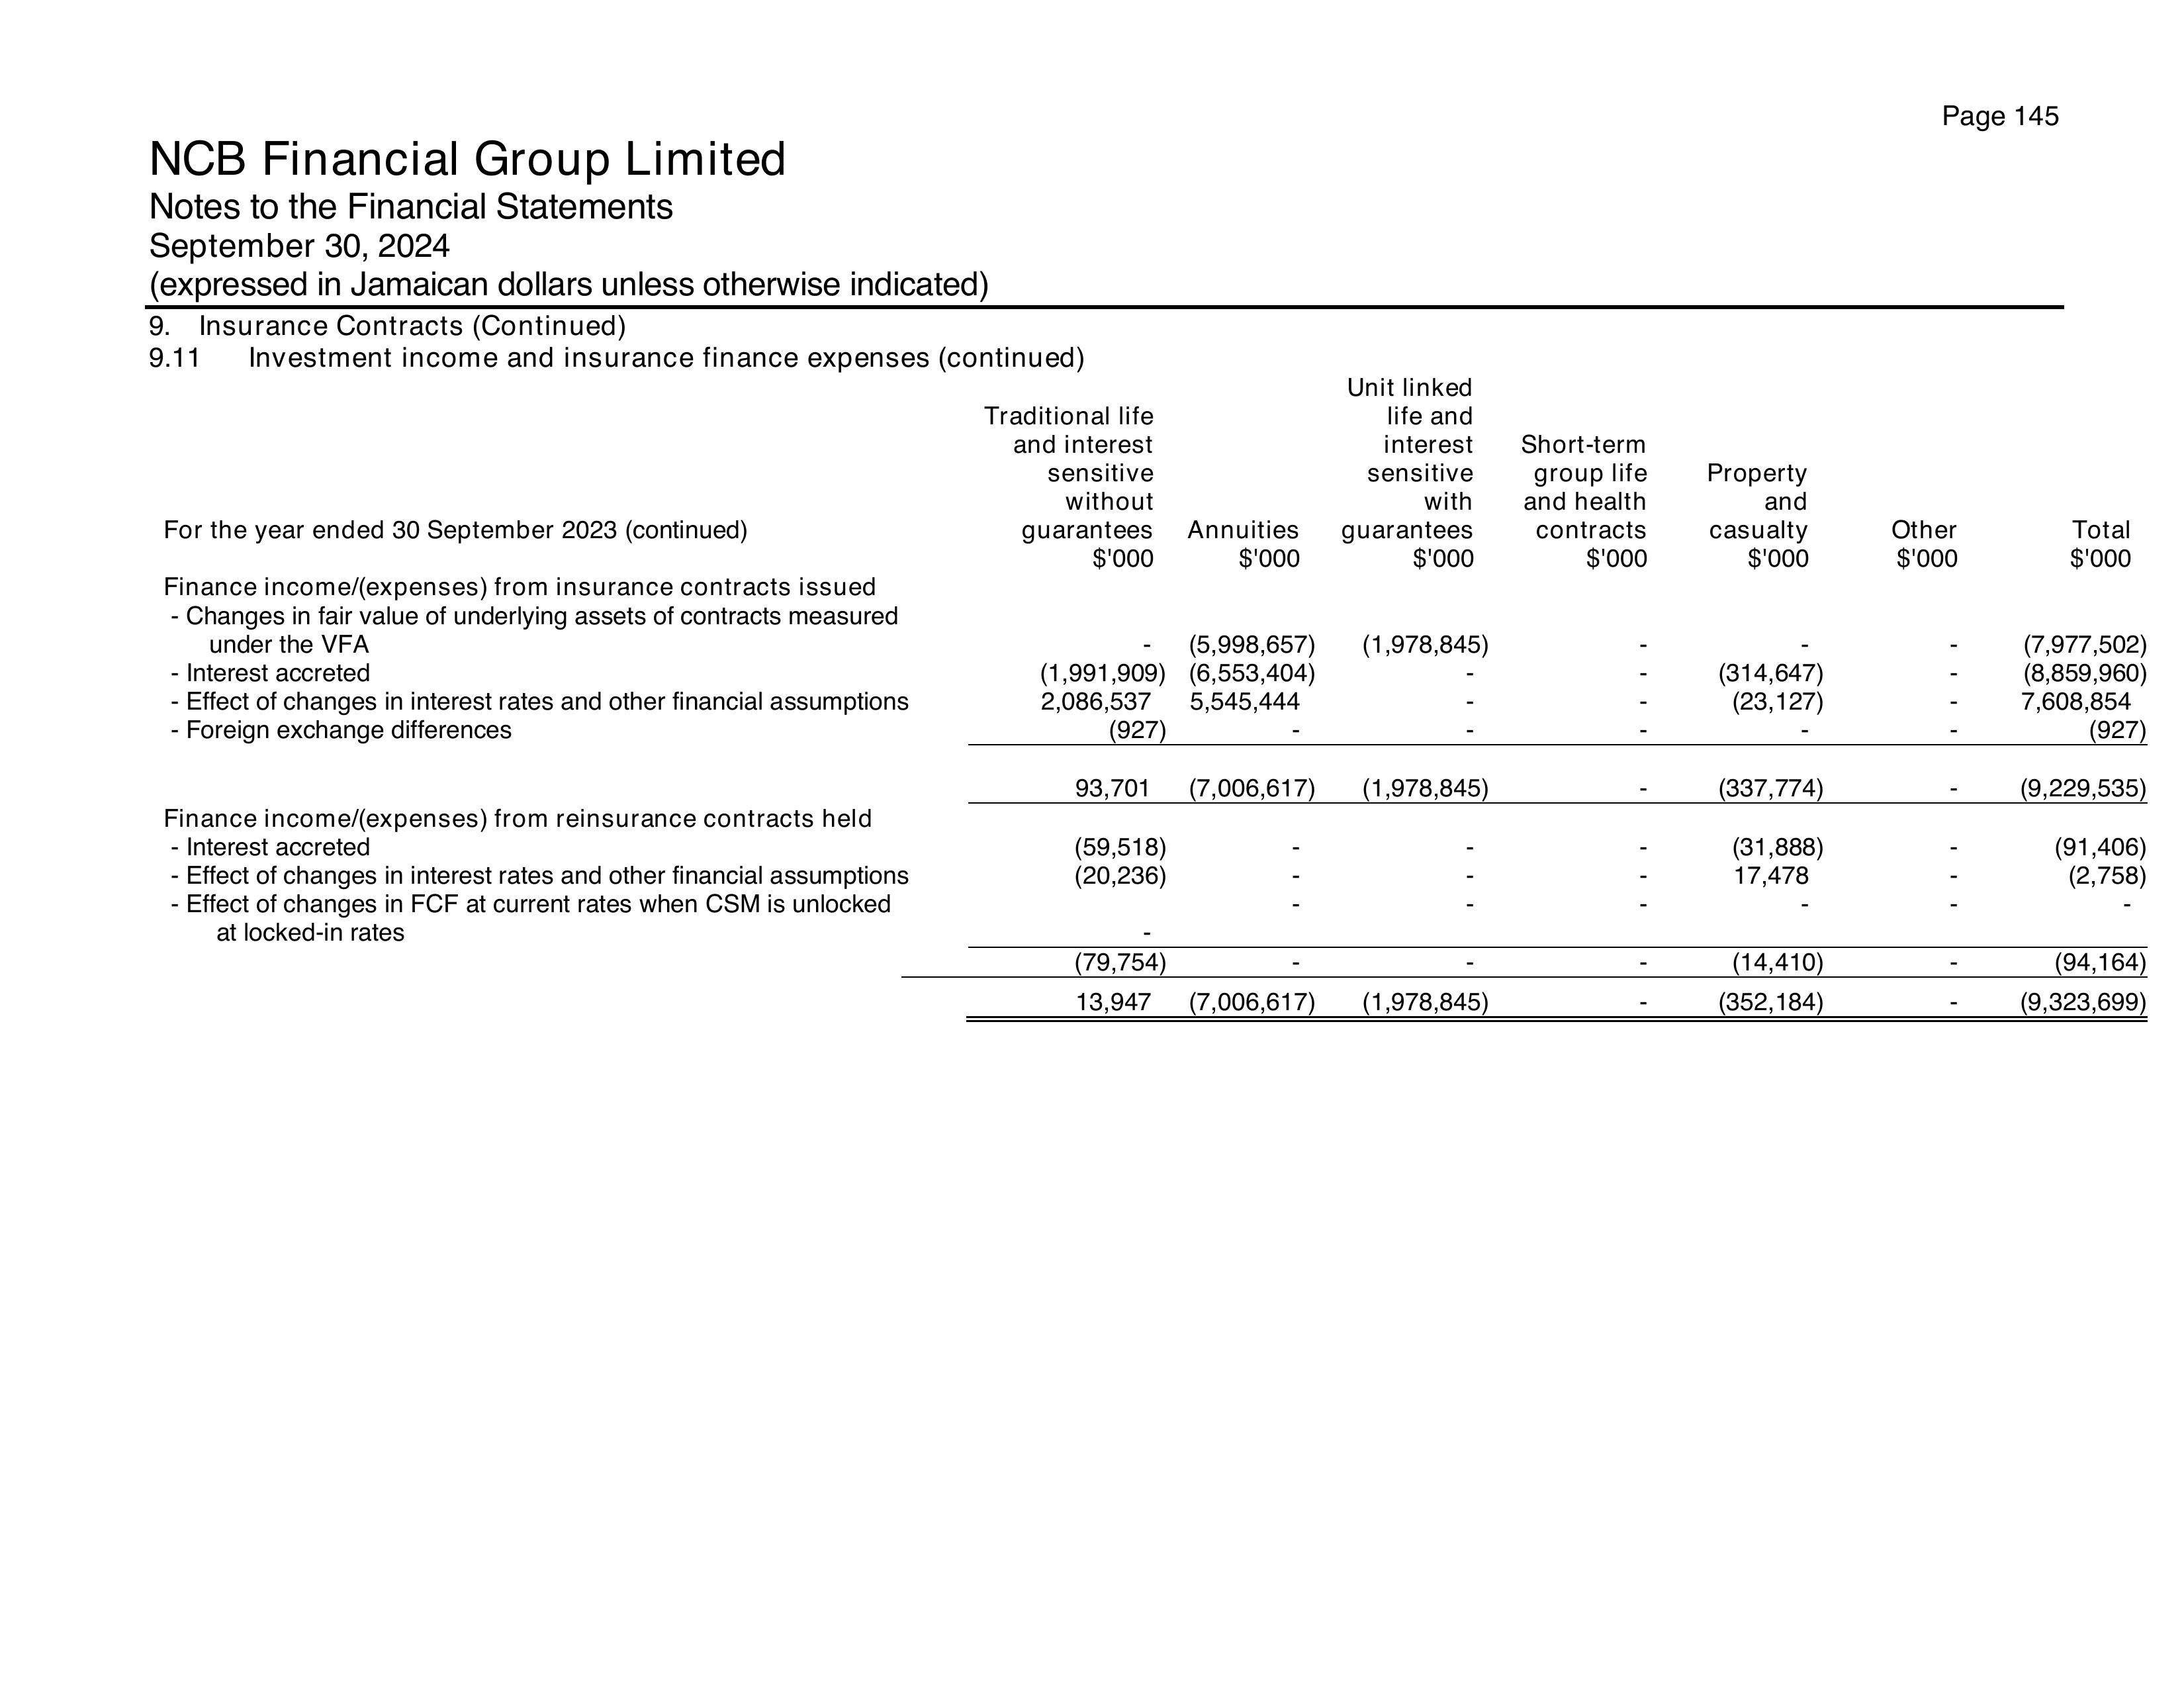 Page 145
NCB Financial Group Limited
Notes to the Financial Statements
September 30, 2024
(expressed in Jamaican dollars unless otherwise indicated)
9. Insurance Contracts (Continued)
9.11 Investment income and insurance finance expenses (continued)
Unit linked
Traditional life life and
and interest interest Short-term
sensitive sensitive group life Property
without with and health and
For the year ended 30 September 2023 (continued) guarantees Annuities guarantees contracts casualty Other Total
$'000 $'000 $'000 $'000 $'000 $'000 $'000
Finance income/(expenses) from insurance contracts issued
- Changes in fair value of underlying assets of contracts measured
under the VFA - (5,998,657) (1,978,845) - - - (7,977,502)
- Interest accreted (1,991,909) (6,553,404) - - (314,647) - (8,859,960)
- Effect of changes in interest rates and other financial assumptions 2,086,537 5,545,444 - - (23,127) - 7,608,854
- Foreign exchange differences (927) - - - - - (927)
93,701 (7,006,617) (1,978,845) - (337,774) - (9,229,535)
Finance income/(expenses) from reinsurance contracts held
- Interest accreted (59,518) - - - (31,888) - (91,406)
- Effect of changes in interest rates and other financial assumptions (20,236) - - - 17,478 - (2,758)
- Effect of changes in FCF at current rates when CSM is unlocked - - - - - -
at locked-in rates -
(79,754) - - - (14,410) - (94,164)
13,947 (7,006,617) (1,978,845) - (352,184) - (9,323,699)